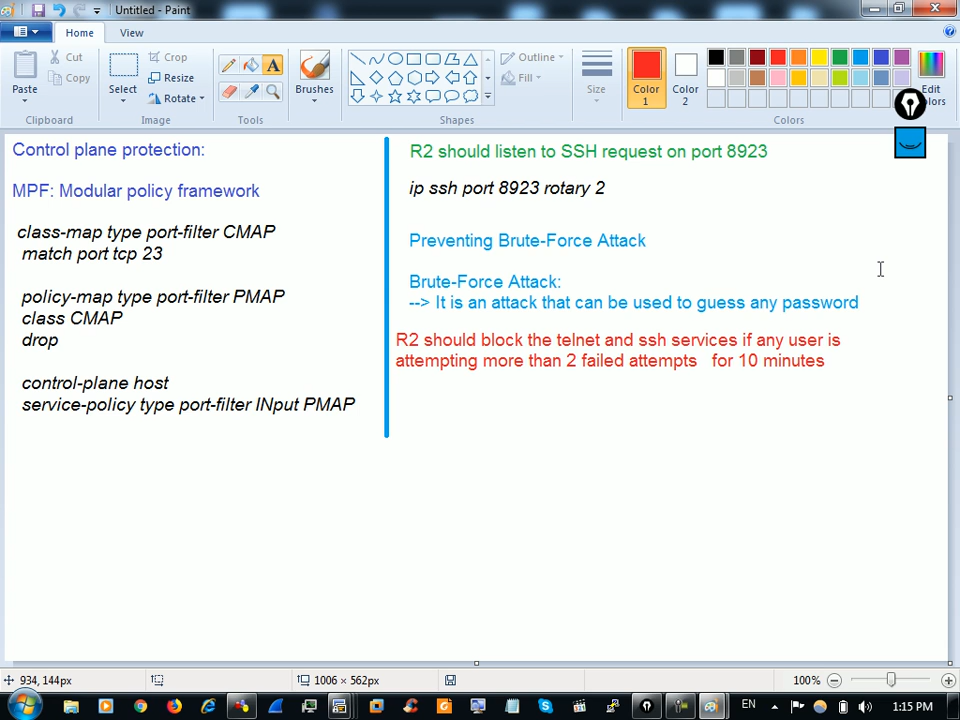 Untitled - Paint
Home
View
Paste
Cut
Copy
Clipboard
Select
Crop
Resize
Rotate
Image
A
Tools
Brushes
Outline
Fill
Shapes
Size
Color 1
Color 2
Edit
Colors
Control plane protection:
MPF: Modular policy framework
class-map type port-filter CMAP
match port tcp 23
policy-map type port-filter PMAP
class CMAP
drop
control-plane host
service-policy type port-filter INput PMAP
R2 should listen to SSH request on port 8923
ip ssh port 8923 rotary 2
Preventing Brute-Force Attack
Brute-Force Attack:
--> It is an attack that can be used to guess any password
R2 should block the telnet and ssh services if any user is
attempting more than 2 failed attempts for 10 minutes
934, 144px
1006 × 562px
100%
EN
1:15 PM